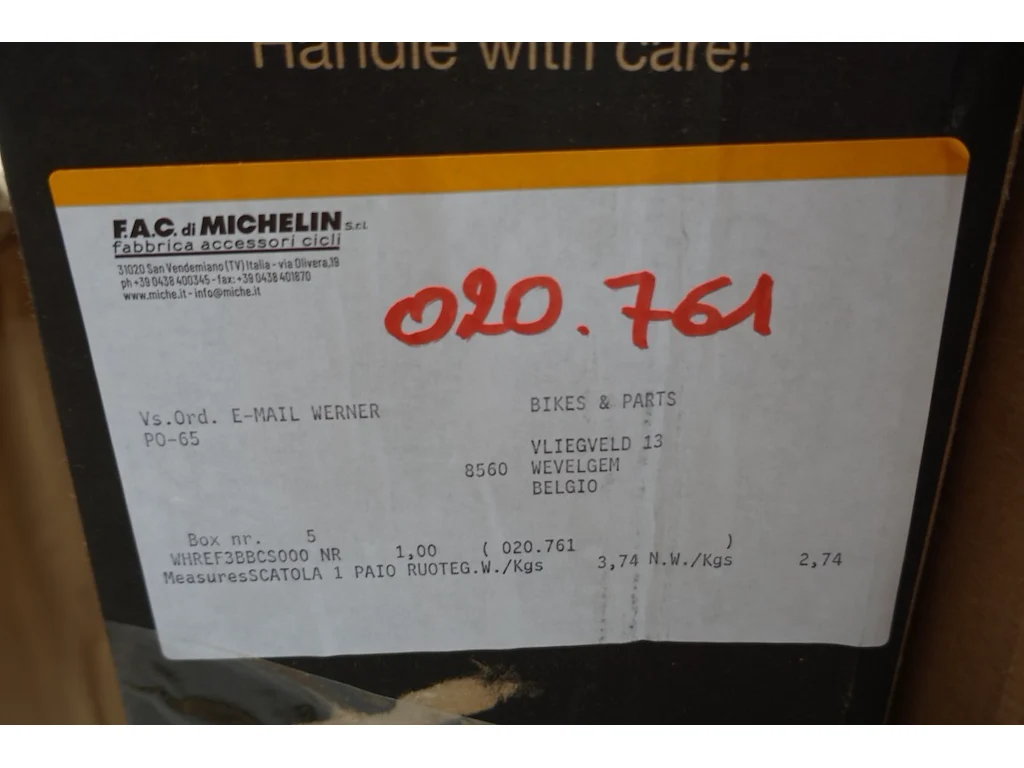 Handle with care!
F.A.C. di MICHELIN S.r.l.
fabbrica accessori cicli
31020 San Vendemiano (TV) Italia - via Olivera,19
ph +39 0438 400345 - fax: +39 0438 401870
www.miche.it - info@miche.it
020.761
Vs.Ord. E-MAIL WERNER
PO-65
BIKES & PARTS
VLIEGVELD 13
8560 WEVELGEM
BELGIO
Box nr. 5
WHREF3BBCS000 NR 1,00 ( 020.761 )
MeasuresSCATOLA 1 PAIO RUOTEG.W./Kgs 3,74 N.W./Kgs 2,74